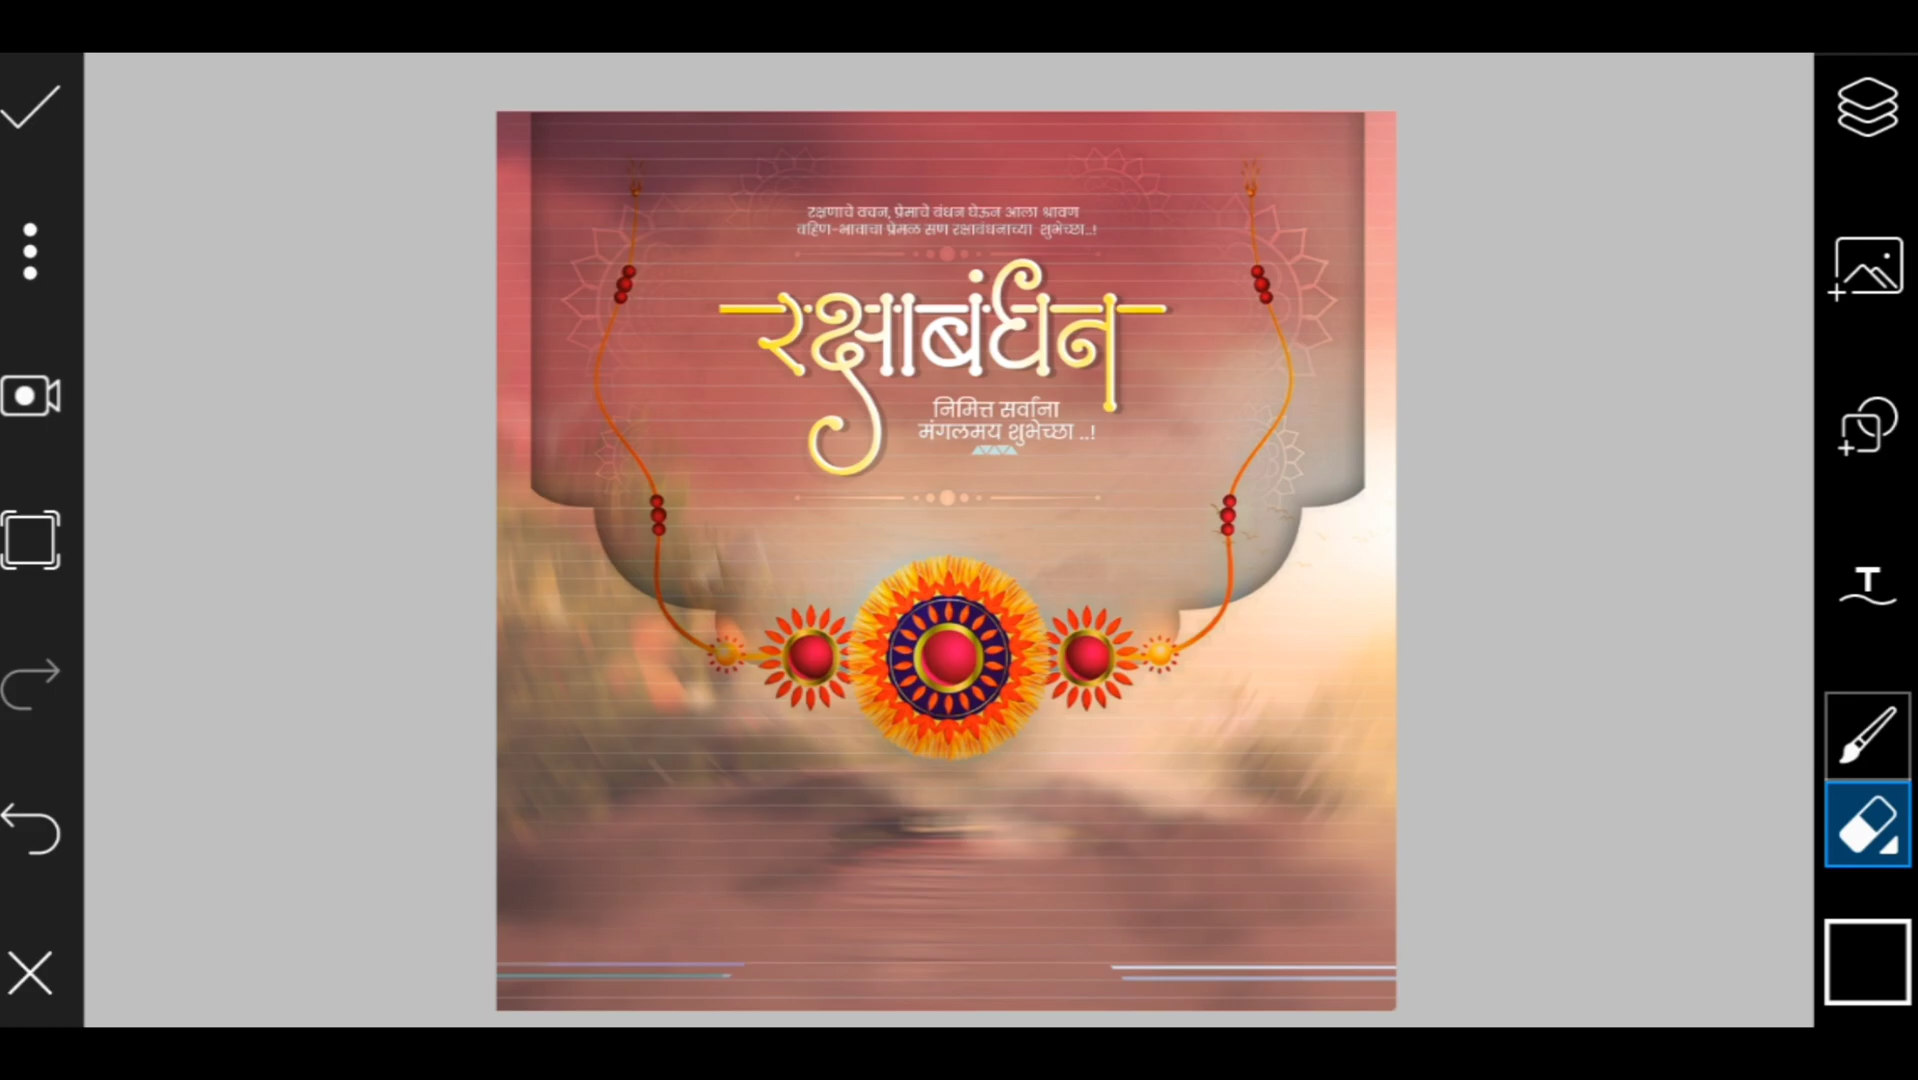 रक्षणाचे वचन, प्रेमाचे बंधन घेऊन आला श्रावण
बहिण-भावाचा प्रेमळ सण रक्षाबंधनाच्या शुभेच्छा..!
रक्षाबंधन
निमित्त सर्वांना
मंगलमय शुभेच्छा ..!
T